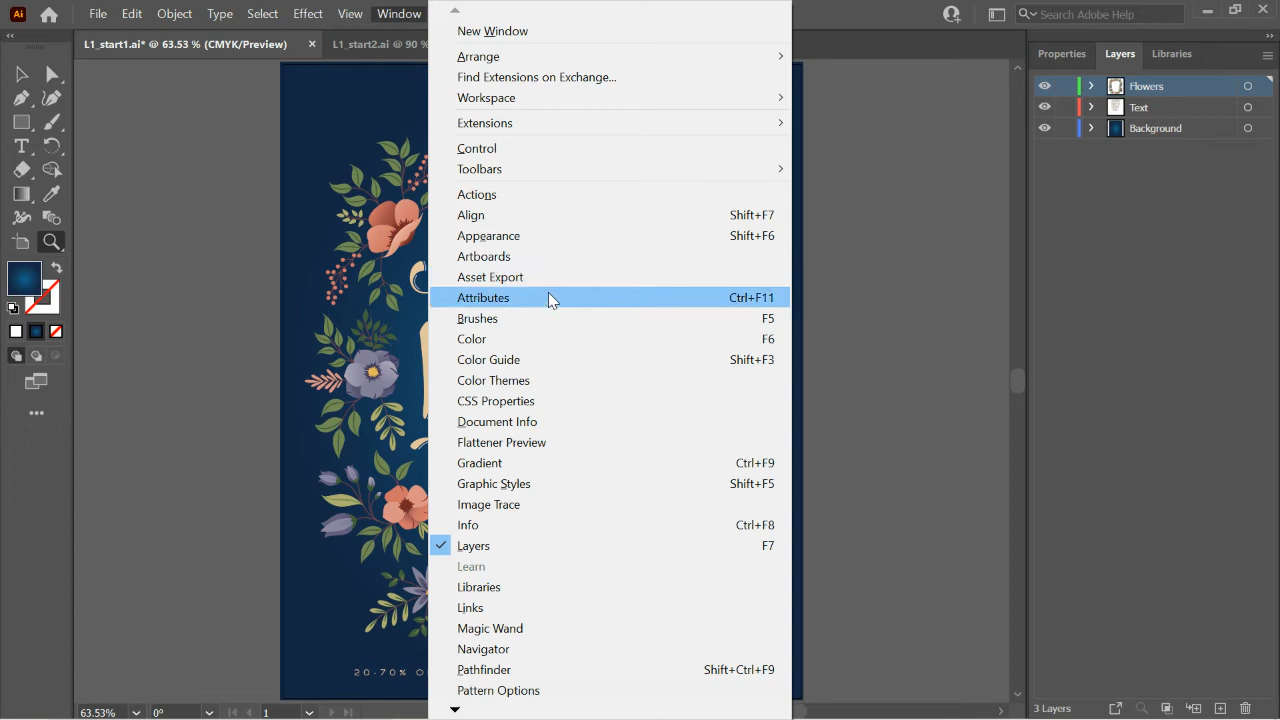 Ai File Edit Object Type Select Effect View Window Search Adobe Help
L1_start1.ai* @ 63.53 % (CMYK/Preview) L1_start2.ai @ 90 %
New Window
Arrange
Find Extensions on Exchange...
Workspace
Extensions
Control
Toolbars
Actions
Align Shift+F7
Appearance Shift+F6
Artboards
Asset Export
Attributes Ctrl+F11
Brushes F5
Color F6
Color Guide Shift+F3
Color Themes
CSS Properties
Document Info
Flattener Preview
Gradient Ctrl+F9
Graphic Styles Shift+F5
Image Trace
Info Ctrl+F8
Layers F7
Learn
Libraries
Links
Magic Wand
Navigator
Pathfinder Shift+Ctrl+F9
Pattern Options
Properties Layers Libraries
Flowers
Text
Background
3 Layers
20-70% O
63.53% 0° 1